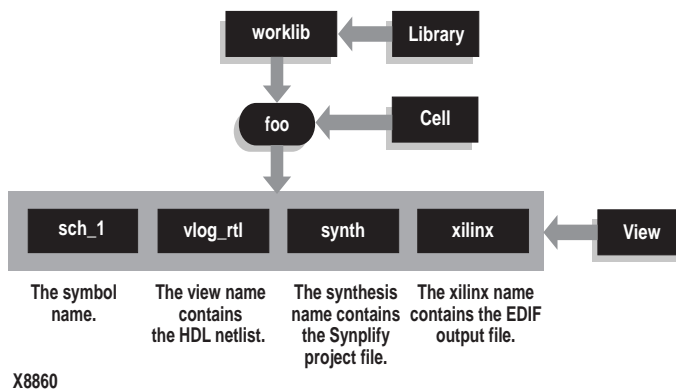 worklib
Library
foo
Cell
sch_1
vlog_rtl
synth
xilinx
View
The symbol
name.
The view name
contains
the HDL netlist.
The synthesis
name contains
the Synplify
project file.
The xilinx name
contains the EDIF
output file.
X8860